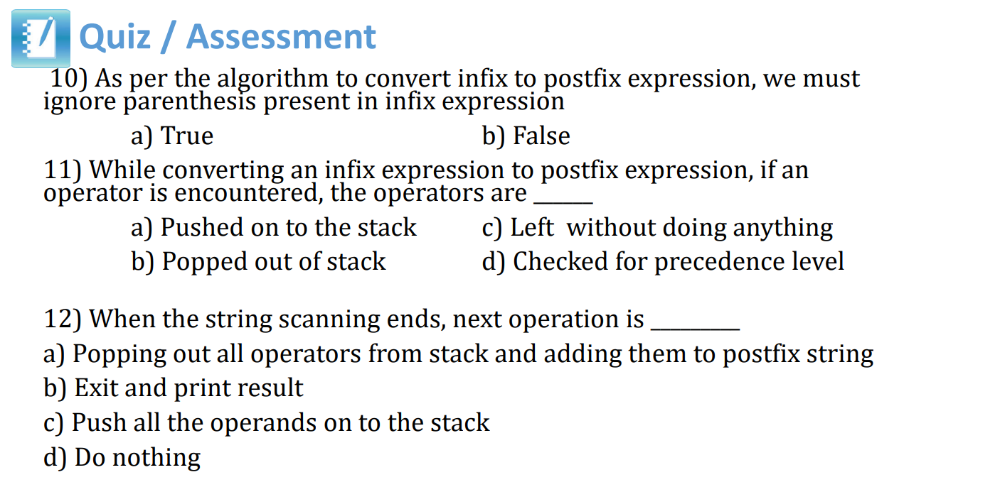 Quiz / Assessment
10) As per the algorithm to convert infix to postfix expression, we must
ignore parenthesis present in infix expression
a) True b) False
11) While converting an infix expression to postfix expression, if an
operator is encountered, the operators are ______
a) Pushed on to the stack c) Left without doing anything
b) Popped out of stack d) Checked for precedence level
12) When the string scanning ends, next operation is _________
a) Popping out all operators from stack and adding them to postfix string
b) Exit and print result
c) Push all the operands on to the stack
d) Do nothing